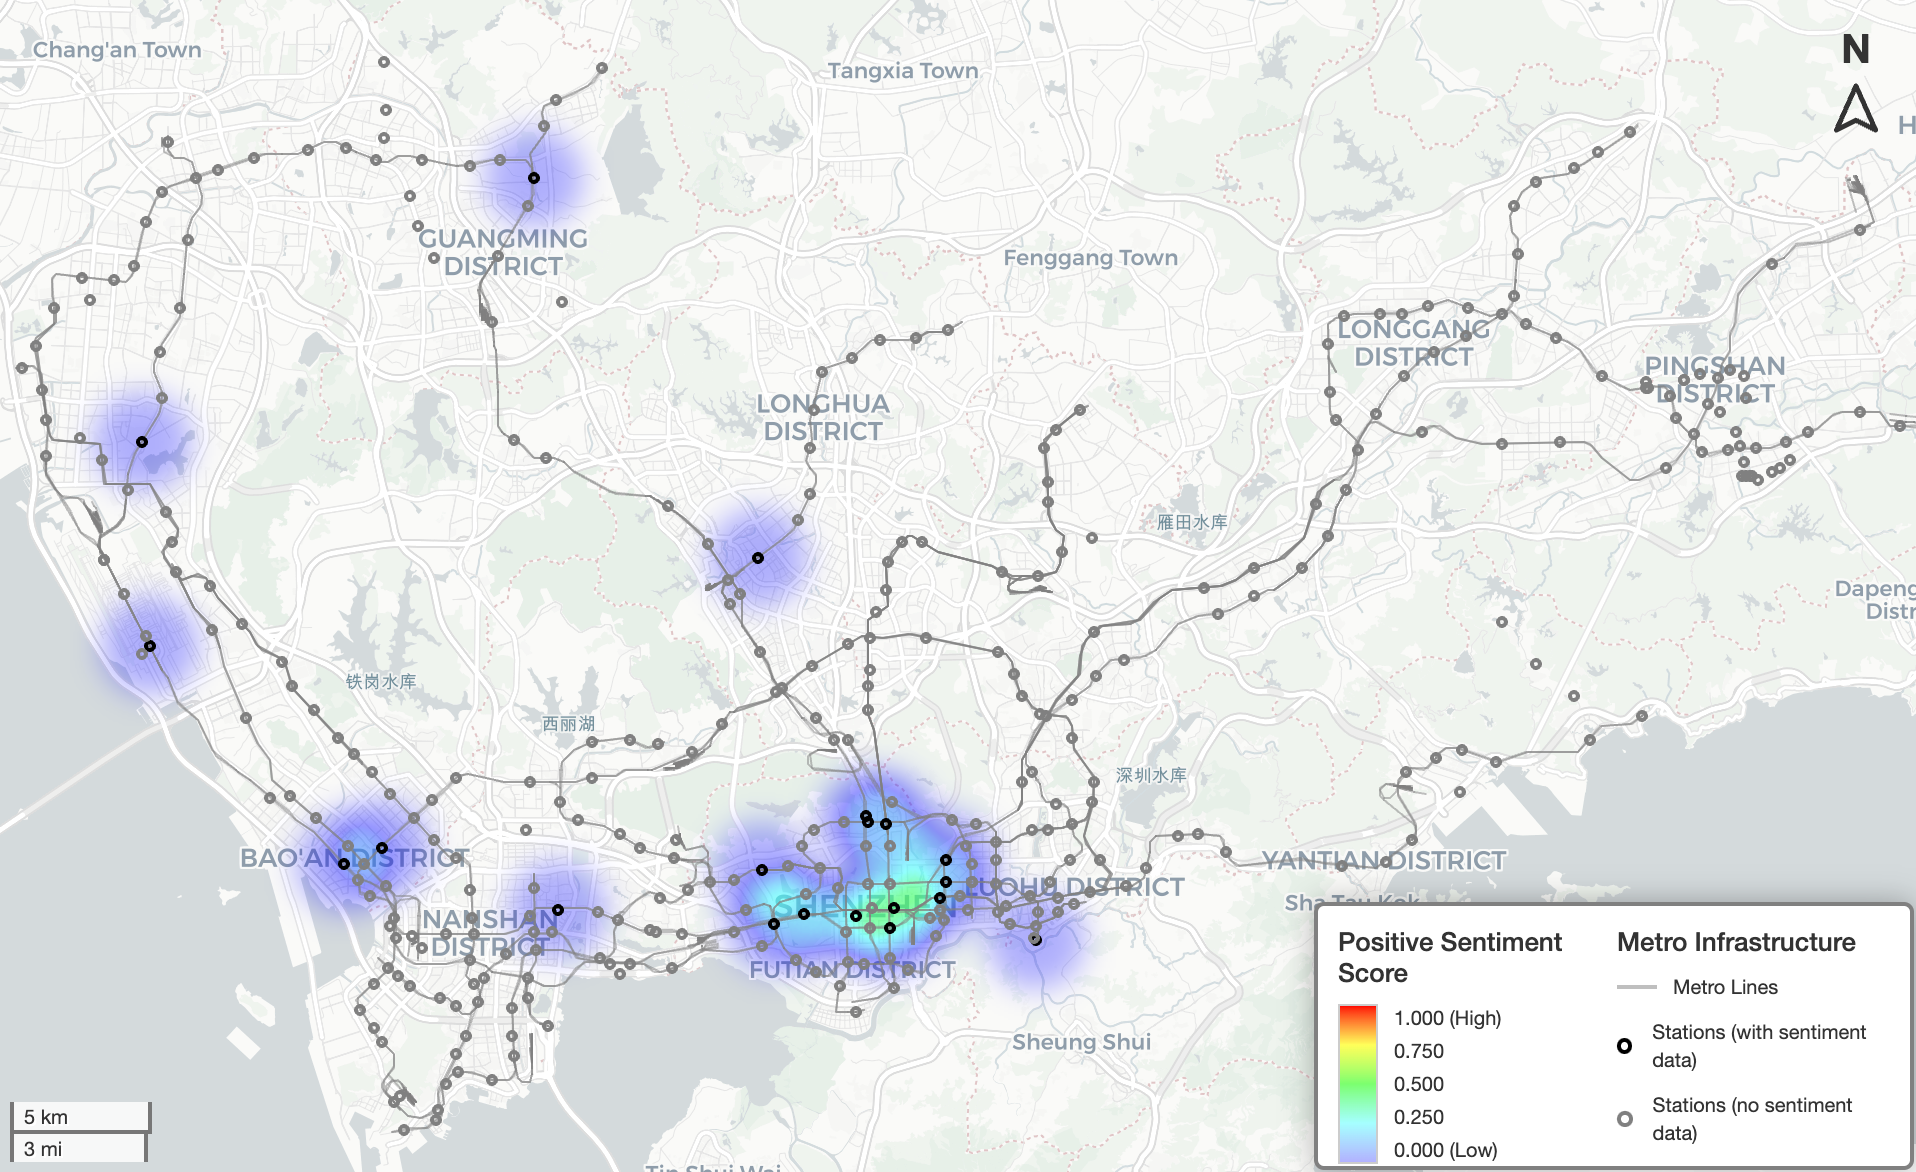 Chang'an Town
Tangxia Town
N
H
GUANGMING
DISTRICT
Fenggang Town
LONGGANG
DISTRICT
PINGSHAN
DISTRICT
LONGHUA
DISTRICT
雁田水库
Dapeng
Distr
铁岗水库
西丽湖
深圳水库
BAO'AN DISTRICT
YANTIAN DISTRICT
LUOHU DISTRICT
SHENZHEN
Sha Tau Kok
NANSHAN
DISTRICT
FUTIAN DISTRICT
Sheung Shui
Tin Shui Wai
5 km
3 mi
Positive Sentiment
Score
1.000 (High)
0.750
0.500
0.250
0.000 (Low)
Metro Infrastructure
Metro Lines
Stations (with sentiment
data)
Stations (no sentiment
data)